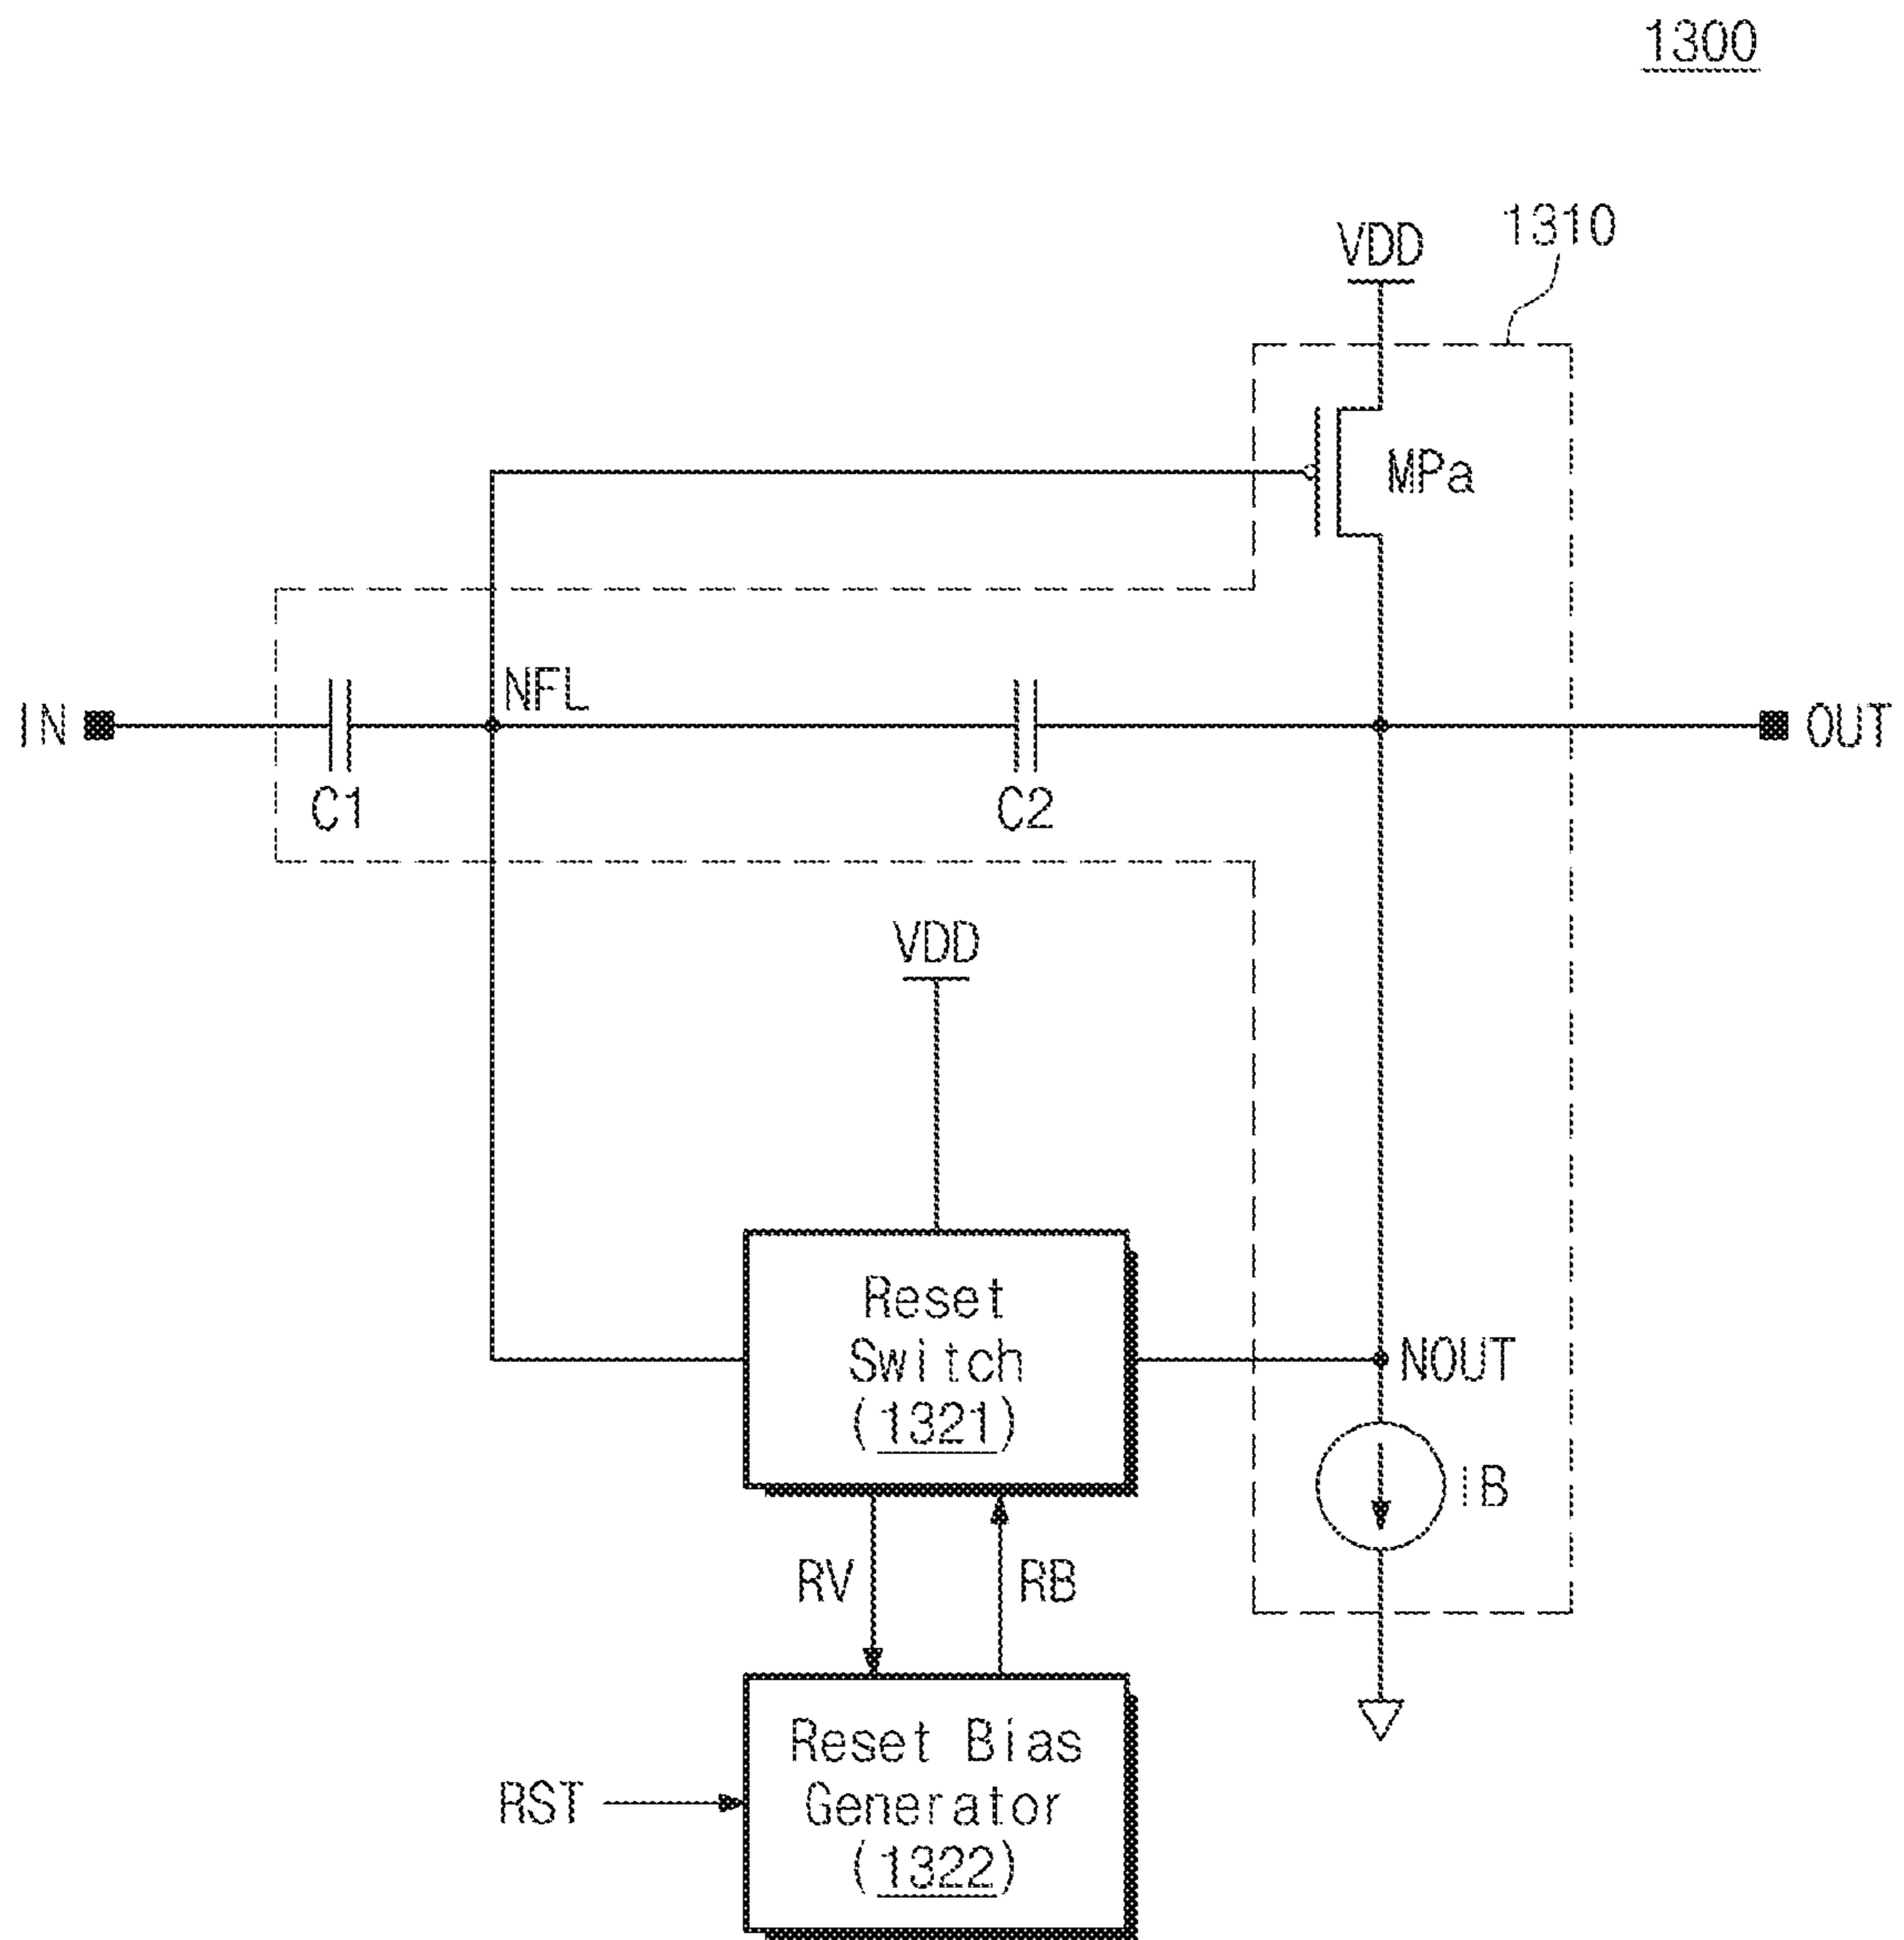 1300
1310
VDD
MPa
NFL
IN
OUT
C1
C2
VDD
Reset
Switch
(1321)
NOUT
iB
RV
RB
Reset Bias
Generator
(1322)
RST